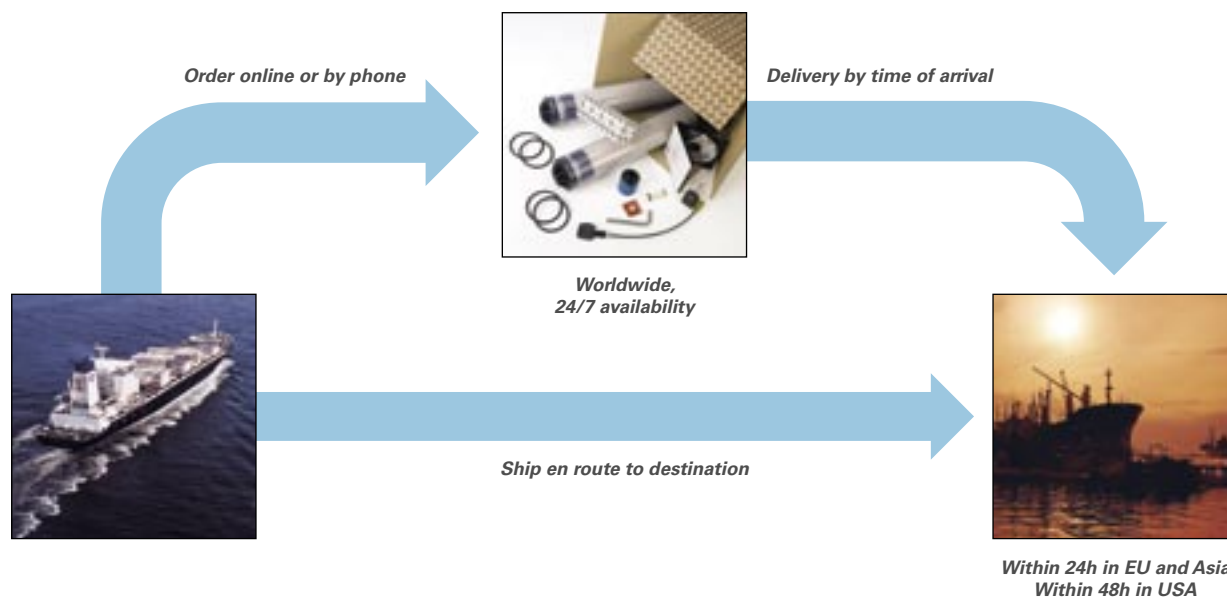 Order online or by phone
Delivery by time of arrival
Worldwide,
24/7 availability
Ship en route to destination
Within 24h in EU and Asia
Within 48h in USA